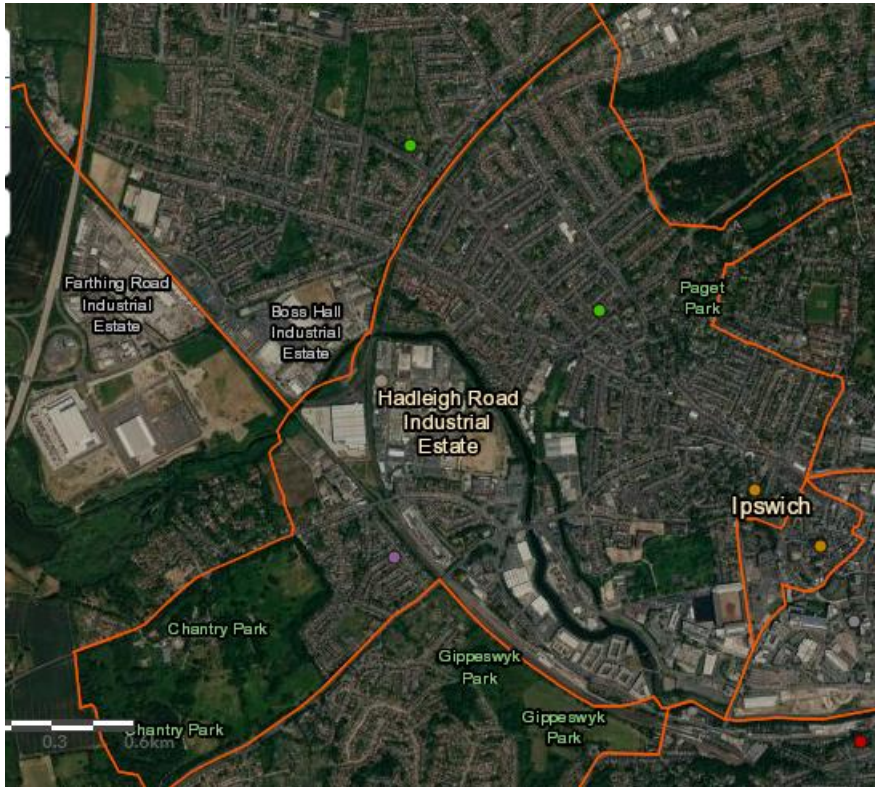 Farthing Road
Industrial
Estate
Boss Hall
Industrial
Estate
Paget
Park
Hadleigh Road
Industrial
Estate
Ipswich
Chantry Park
Gippeswyk
Park
Gippeswyk
Park
Chantry Park
0.3 0.6km